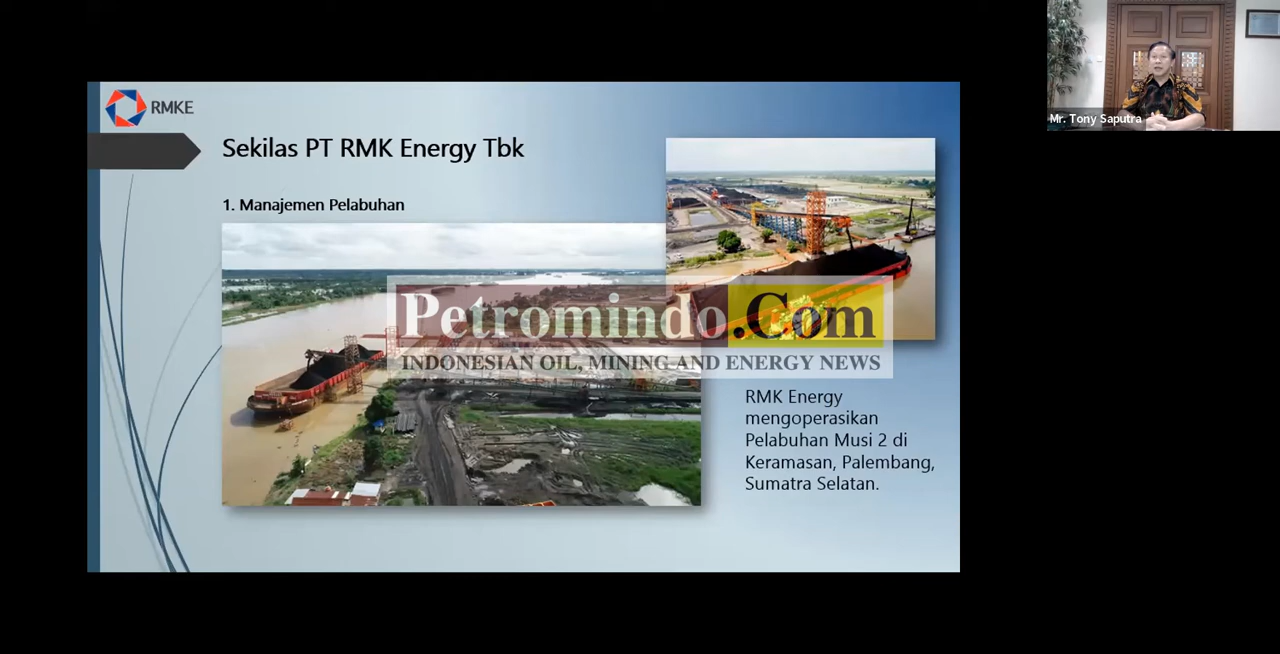 RMKE
Mr. Tony Saputra
Sekilas PT RMK Energy Tbk
1. Manajemen Pelabuhan
Petromindo.Com
INDONESIAN OIL, MINING AND ENERGY NEWS
RMK Energy
mengoperasikan
Pelabuhan Musi 2 di
Keramasan, Palembang,
Sumatra Selatan.